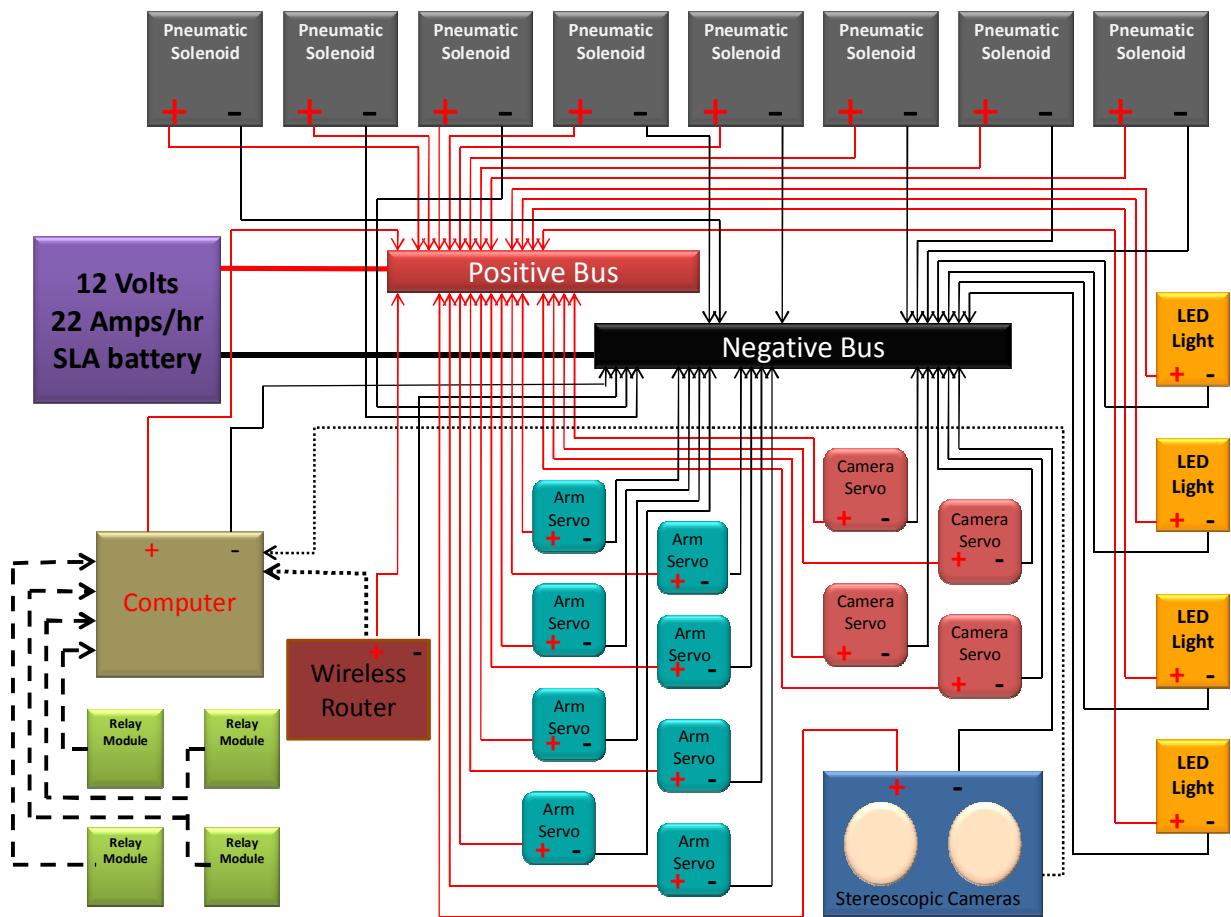 Pneumatic
Solenoid
+ -
Pneumatic
Solenoid
+ -
Pneumatic
Solenoid
+ -
Pneumatic
Solenoid
+ -
Pneumatic
Solenoid
+ -
Pneumatic
Solenoid
+ -
Pneumatic
Solenoid
+ -
Pneumatic
Solenoid
+ -
12 Volts
22 Amps/hr
SLA battery
Positive Bus
Negative Bus
LED
Light
+ -
LED
Light
+ -
LED
Light
+ -
LED
Light
+ -
+ -
Computer
+ -
Wireless
Router
Relay
Module
Relay
Module
Relay
Module
Relay
Module
Arm
Servo
+ -
Arm
Servo
+ -
Arm
Servo
+ -
Arm
Servo
+ -
Arm
Servo
+ -
Arm
Servo
+ -
Arm
Servo
+ -
Arm
Servo
+ -
Camera
Servo
+ -
Camera
Servo
+ -
Camera
Servo
+ -
Camera
Servo
+ -
+ -
Stereoscopic Cameras